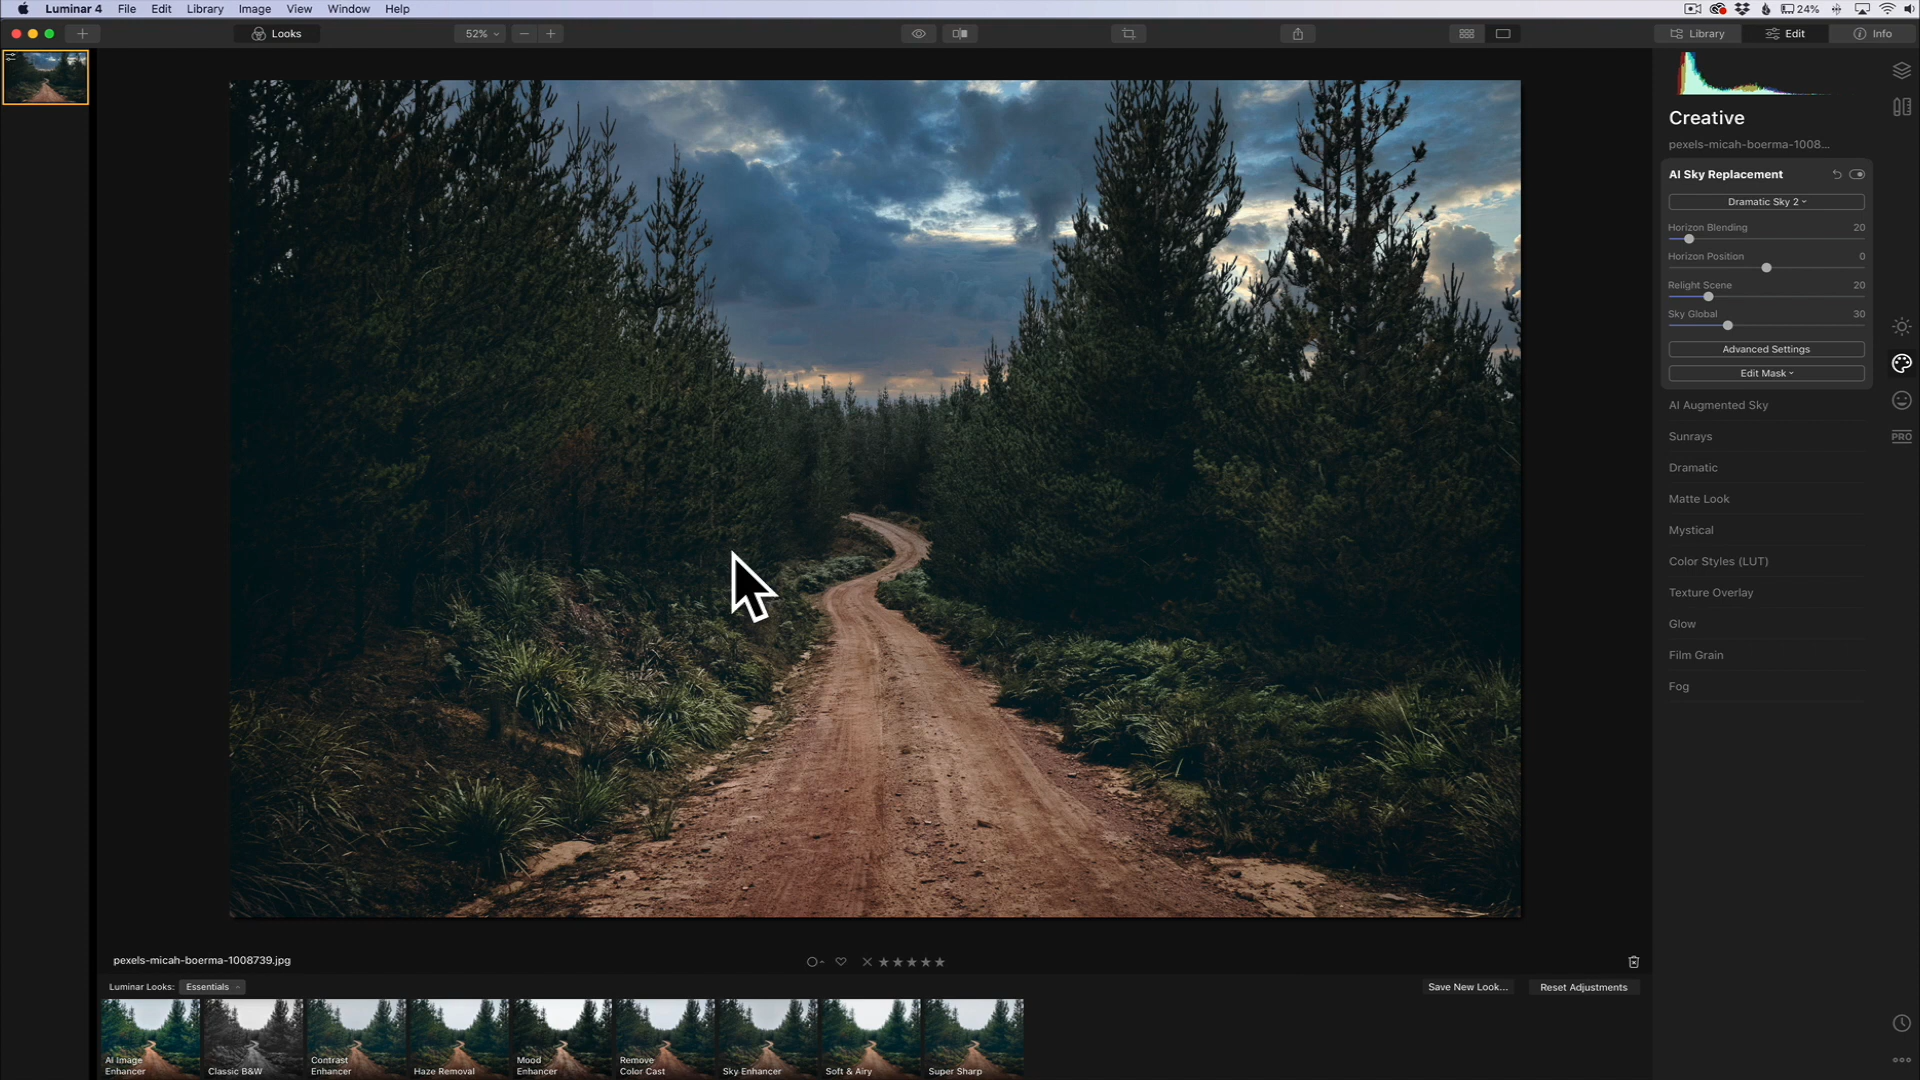 Luminar 4 File Edit Library Image View Window Help 24%
Looks 52% Library Edit Info
Creative
pexels-micah-boerma-1008...
AI Sky Replacement
Dramatic Sky 2
Horizon Blending 20
Horizon Position 0
Relight Scene 20
Sky Global 30
Advanced Settings
Edit Mask
AI Augmented Sky
Sunrays
PRO
Dramatic
Matte Look
Mystical
Color Styles (LUT)
Texture Overlay
Glow
Film Grain
Fog
pexels-micah-boerma-1008739.jpg
Luminar Looks: Essentials Save New Look... Reset Adjustments
AI Image
Enhancer
Classic B&W
Contrast
Enhancer
Haze Removal
Mood
Enhancer
Remove
Color Cast
Sky Enhancer
Soft & Airy
Super Sharp